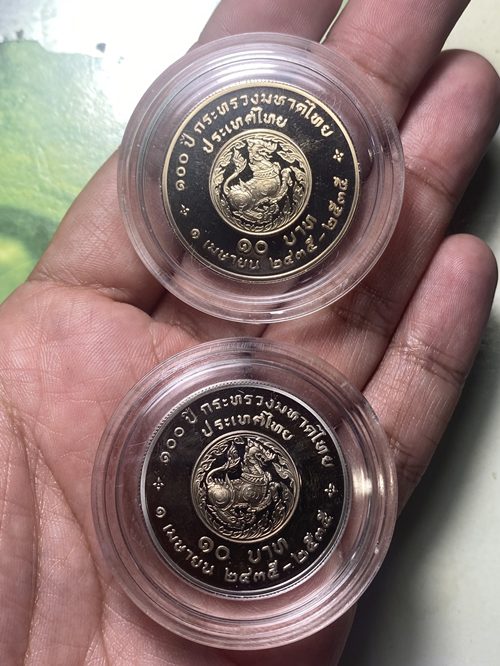 ๑๐๐ ปี กระทรวงมหาดไทย
ประเทศไทย
๑๐ บาท
๑ เมษายน ๒๔๓๕-๒๕๓๕
๑๐๐ ปี กระทรวงมหาดไทย
ประเทศไทย
๑๐ บาท
๑ เมษายน ๒๔๓๕-๒๕๓๕